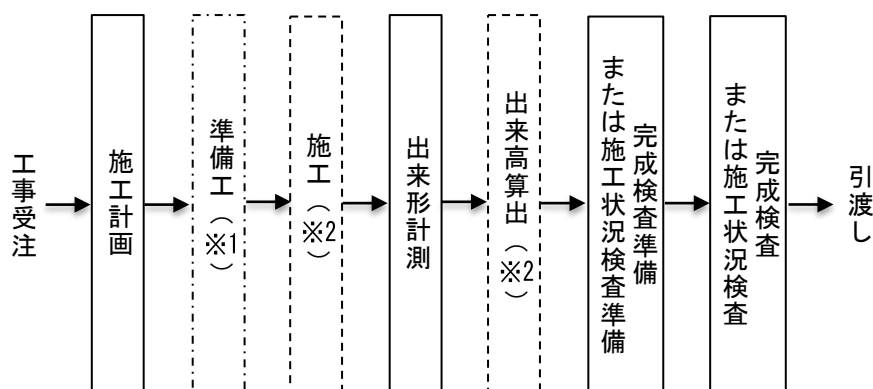 工事受注
施工計画
準備工（※1）
施工（※2）
出来形計測
出来高算出（※2）
完成検査準備
または施工状況検査準備
完成検査
または施工状況検査
引渡し